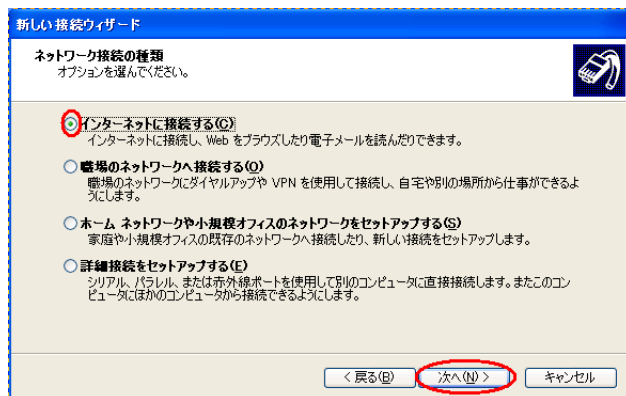 新しい接続ウィザード
ネットワーク接続の種類
オプションを選んでください。
インターネットに接続する(C)
インターネットに接続し、Web をブラウズしたり電子メールを読んだりできます。
職場のネットワークへ接続する(O)
職場のネットワークにダイヤルアップや VPN を使用して接続し、自宅や別の場所から仕事ができるよ
うにします。
ホーム ネットワークや小規模オフィスのネットワークをセットアップする(S)
家庭や小規模オフィスの既存のネットワークへ接続したり、新しい接続をセットアップします。
詳細接続をセットアップする(E)
シリアル、パラレル、または赤外線ポートを使用して別のコンピュータに直接接続します。またこのコン
ピュータにほかのコンピュータから接続できるようにします。
< 戻る(B) 次へ(N) > キャンセル